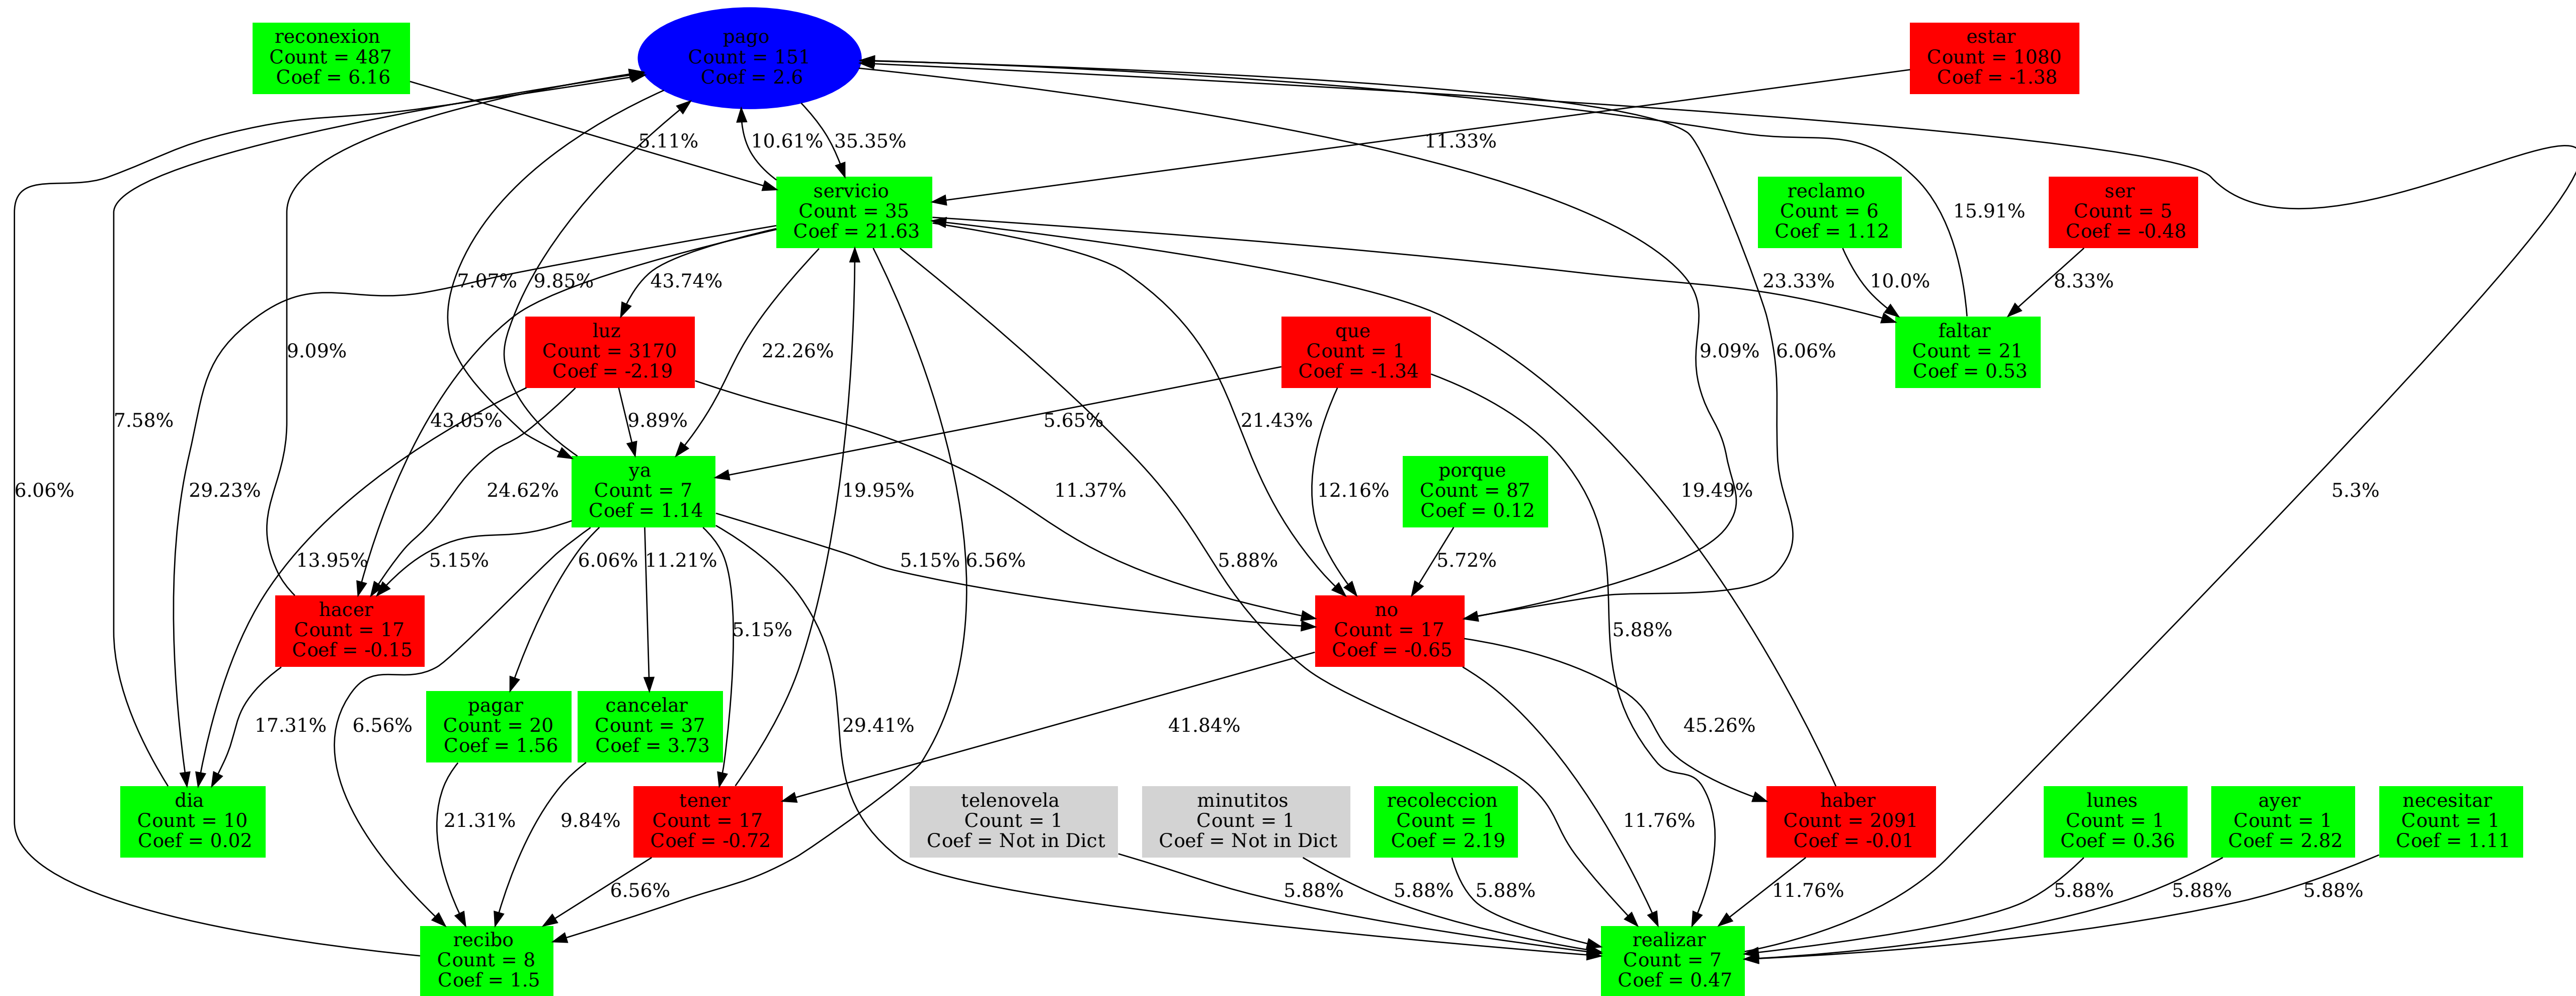 reconexion
Count = 487
Coef = 6.16
pago
Count = 151
Coef = 2.6
estar
Count = 1080
Coef = -1.38
5.11%
10.61%
35.35%
11.33%
servicio
Count = 35
Coef = 21.63
reclamo
Count = 6
Coef = 1.12
ser
Count = 5
Coef = -0.48
15.91%
7.07%
9.85%
43.74%
23.33%
10.0%
8.33%
luz
Count = 3170
Coef = -2.19
que
Count = 1
Coef = -1.34
faltar
Count = 21
Coef = 0.53
9.09%
22.26%
9.09%
6.06%
7.58%
43.05%
9.89%
5.65%
21.43%
ya
Count = 7
Coef = 1.14
porque
Count = 87
Coef = 0.12
6.06%
29.23%
24.62%
19.95%
11.37%
12.16%
19.49%
5.3%
13.95%
5.15%
6.06%
11.21%
5.15%
6.56%
5.88%
5.72%
hacer
Count = 17
Coef = -0.15
no
Count = 17
Coef = -0.65
5.15%
5.88%
pagar
Count = 20
Coef = 1.56
cancelar
Count = 37
Coef = 3.73
17.31%
6.56%
29.41%
41.84%
45.26%
dia
Count = 10
Coef = 0.02
tener
Count = 17
Coef = -0.72
telenovela
Count = 1
Coef = Not in Dict
minutitos
Count = 1
Coef = Not in Dict
recoleccion
Count = 1
Coef = 2.19
haber
Count = 2091
Coef = -0.01
lunes
Count = 1
Coef = 0.36
ayer
Count = 1
Coef = 2.82
necesitar
Count = 1
Coef = 1.11
21.31%
9.84%
11.76%
6.56%
5.88%
5.88%
5.88%
11.76%
5.88%
5.88%
5.88%
recibo
Count = 8
Coef = 1.5
realizar
Count = 7
Coef = 0.47